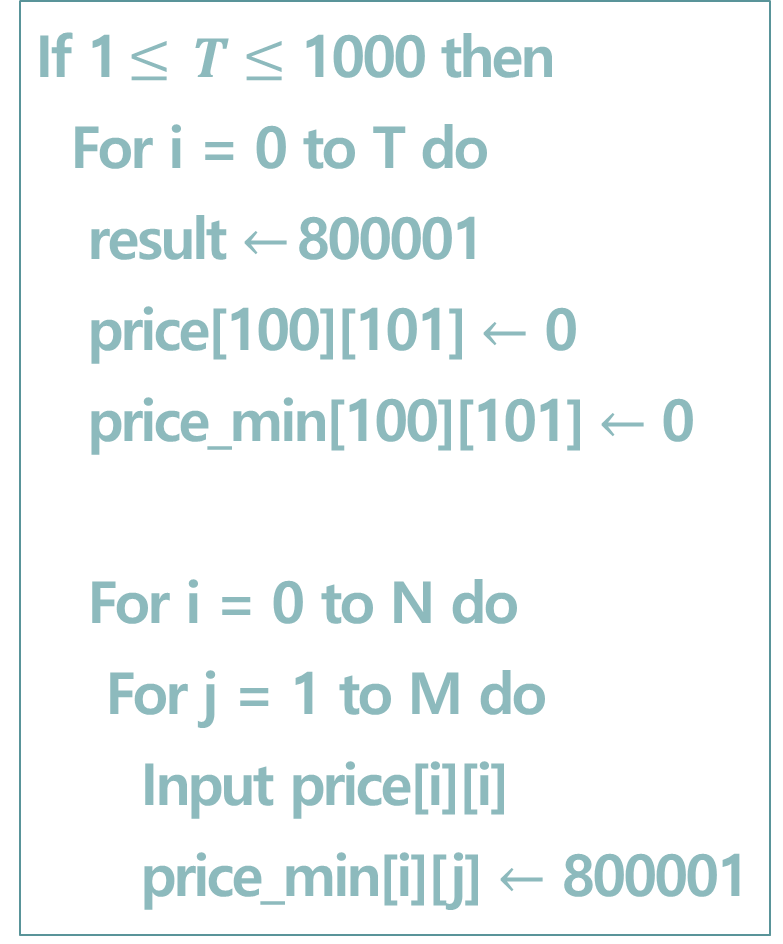 If 1 ≤ T ≤ 1000 then
For i = 0 to T do
result ← 800001
price[100][101] ← 0
price_min[100][101] ← 0
For i = 0 to N do
For j = 1 to M do
Input price[i][i]
price_min[i][j] ← 800001